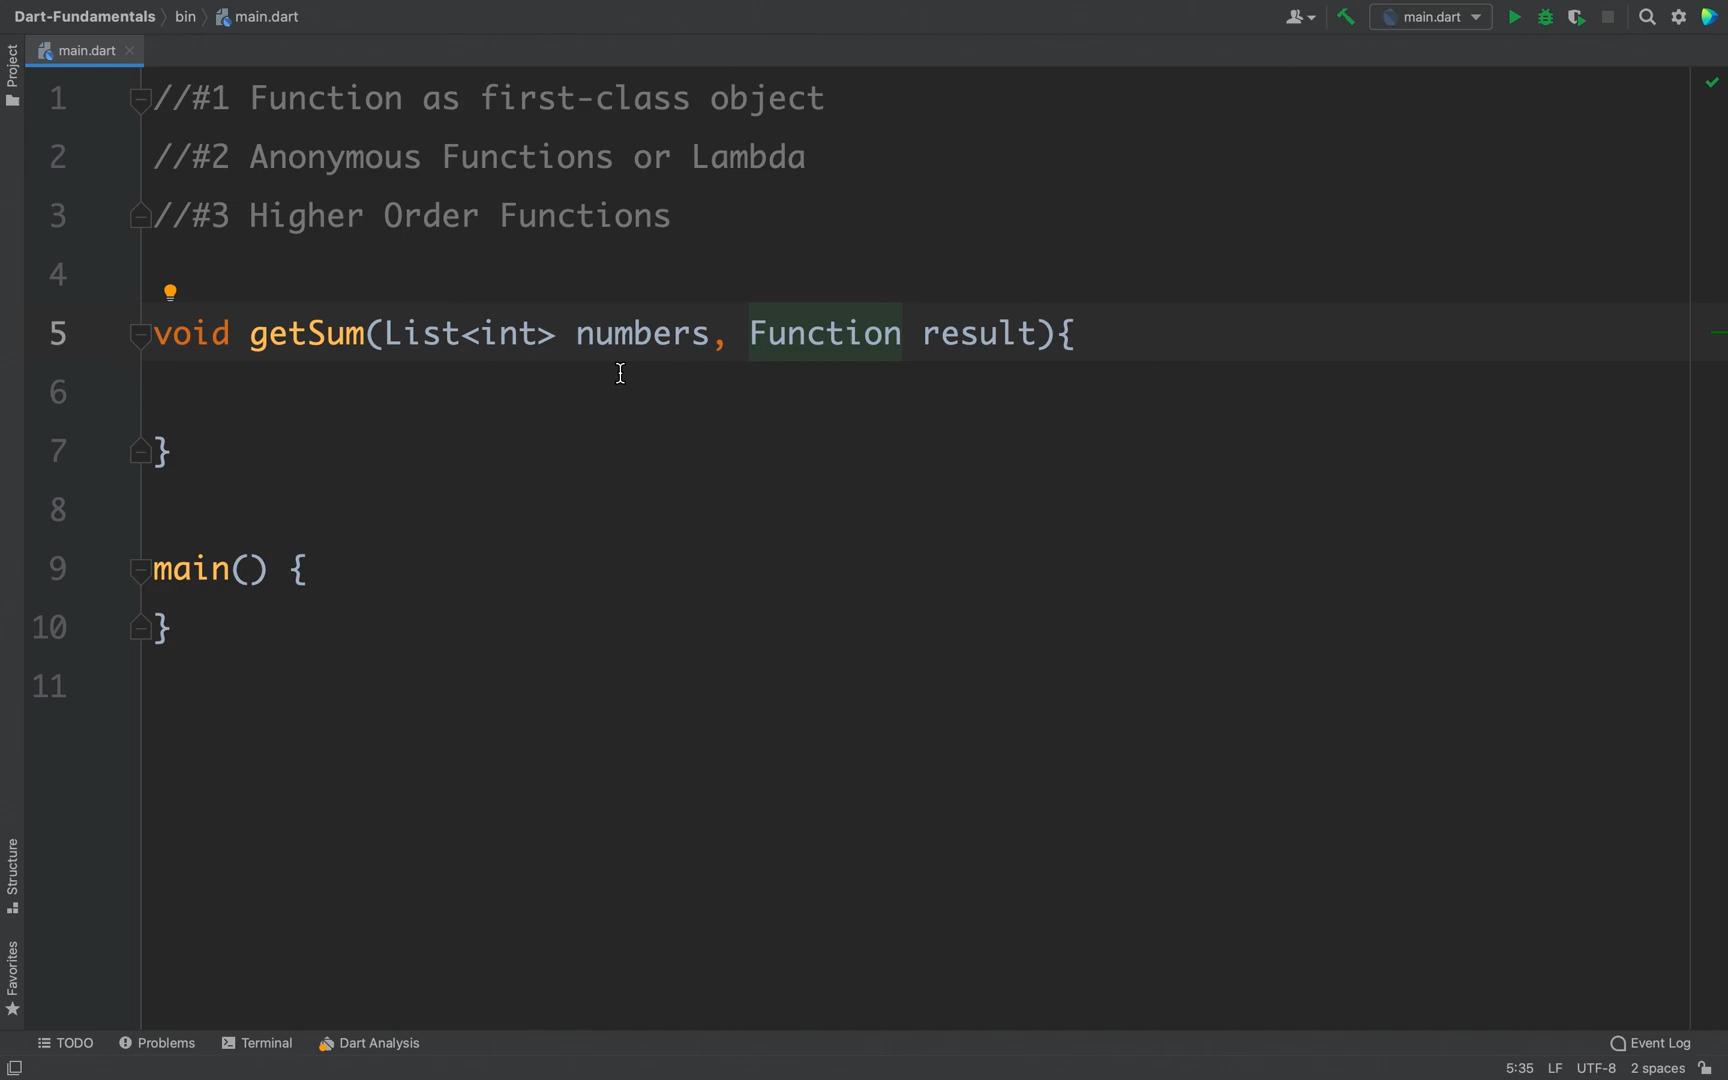 Dart-Fundamentals bin main.dart main.dart
main.dart
Project
1 //#1 Function as first-class object
2 //#2 Anonymous Functions or Lambda
3 //#3 Higher Order Functions
4
5 void getSum(List<int> numbers, Function result){
6
7 }
8
9 main() {
10 }
11
Structure
Favorites
TODO Problems Terminal Dart Analysis Event Log
5:35 LF UTF-8 2 spaces